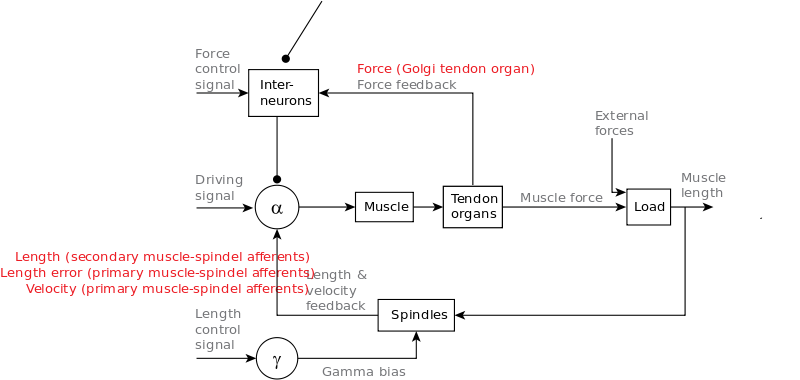 Force
control
signal
Inter-
neurons
Force (Golgi tendon organ)
Force feedback
External
forces
Driving
signal
α
Muscle
Tendon
organs
Muscle force
Load
Muscle
length
Length (secondary muscle-spindel afferents)
Length error (primary muscle-spindel afferents)
Velocity (primary muscle-spindel afferents)
Length &
velocity
feedback
Length
control
signal
Spindles
γ
Gamma bias